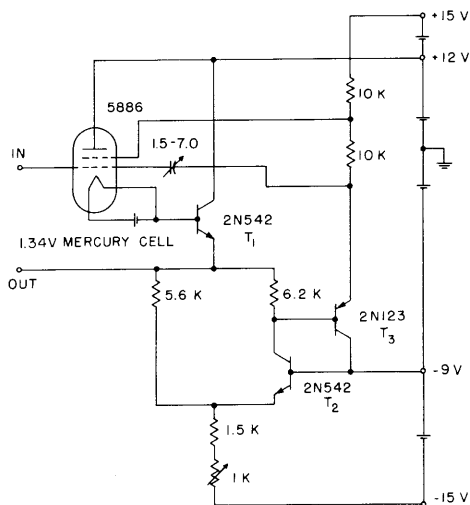 +15 V
+12 V
5886
10 K
IN
1.5-7.0
10 K
2N542
T1
1.34V MERCURY CELL
OUT
5.6 K
6.2 K
2N123
T3
-9 V
2N542
T2
1.5 K
1K
-15 V